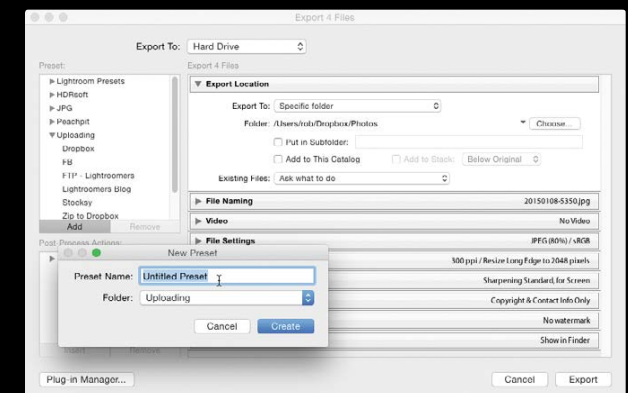 Export 4 Files
Export To: Hard Drive
Preset:
Export 4 Files
Lightroom Presets
HDRsoft
JPG
Peachpit
Uploading
Dropbox
FB
FTP - Lightroomers
Lightroomers Blog
Stocksy
Zip to Dropbox
Add Remove
Export Location
Export To: Specific folder
Folder: /Users/rob/Dropbox/Photos Choose...
Put in Subfolder:
Add to This Catalog Add to Stack: Below Original
Existing Files: Ask what to do
File Naming 20150108-5350.jpg
Video No Video
File Settings JPEG (80%) / sRGB
300 ppi / Resize Long Edge to 2048 pixels
Sharpening Standard, for Screen
Copyright & Contact Info Only
No watermark
Show in Finder
Post-Process Actions:
New Preset
Preset Name: Untitled Preset
Folder: Uploading
Cancel Create
Insert Remove
Plug-in Manager... Cancel Export